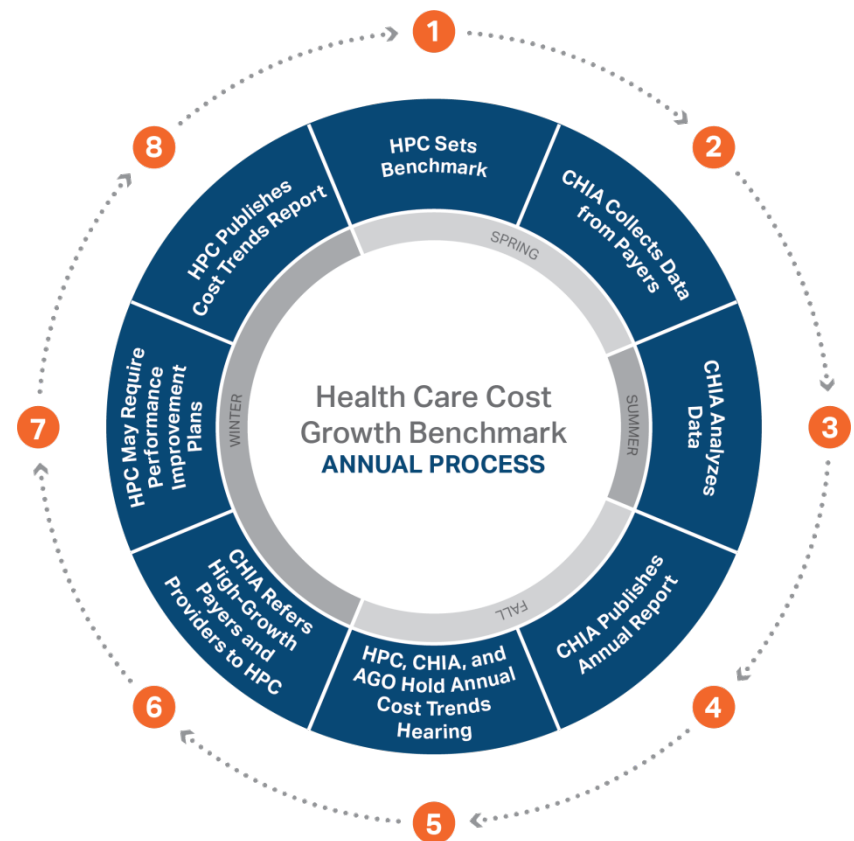 1
HPC Sets
Benchmark
2
CHIA Collects Data
from Payers
3
CHIA Analyzes
Data
4
CHIA Publishes
Annual Report
5
HPC, CHIA, and
AGO Hold Annual
Cost Trends
Hearing
6
CHIA Refers
High-Growth
Payers and
Providers to HPC
7
HPC May Require
Performance
Improvement
Plans
8
HPC Publishes
Cost Trends Report
SPRING
SUMMER
FALL
WINTER
Health Care Cost
Growth Benchmark
ANNUAL PROCESS